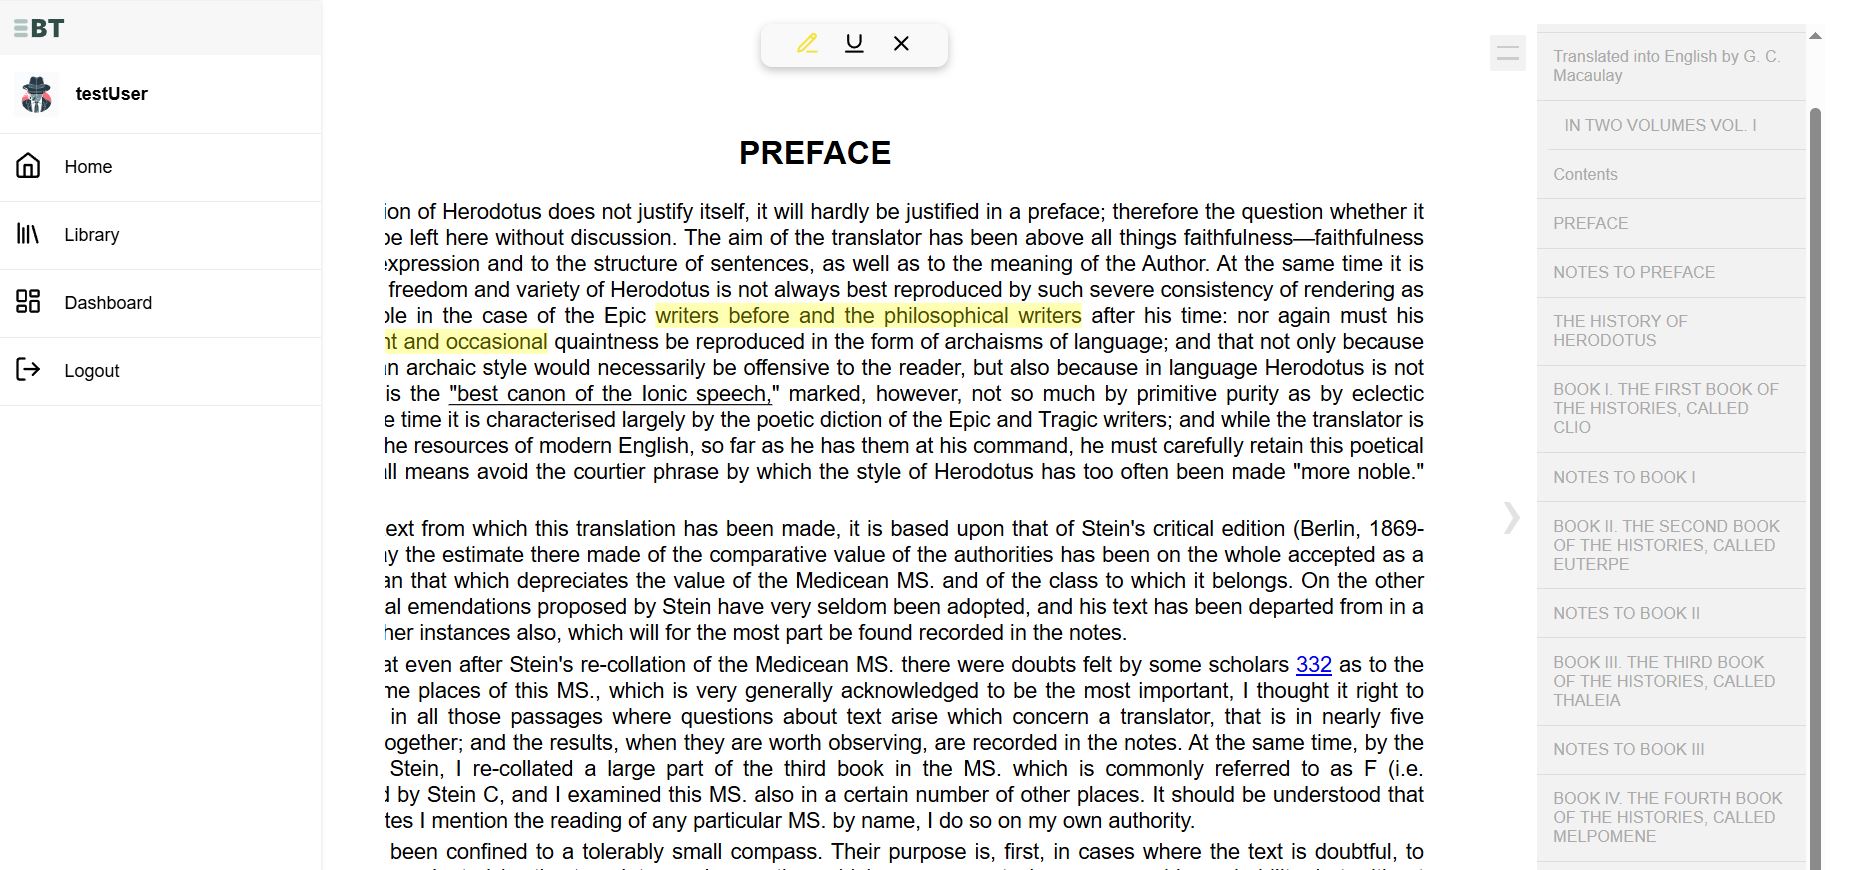 BT
testUser
Home
Library
Dashboard
Logout
PREFACE
ion of Herodotus does not justify itself, it will hardly be justified in a preface; therefore the question whether it
be left here without discussion. The aim of the translator has been above all things faithfulness—faithfulness
expression and to the structure of sentences, as well as to the meaning of the Author. At the same time it is
freedom and variety of Herodotus is not always best reproduced by such severe consistency of rendering as
ble in the case of the Epic writers before and the philosophical writers after his time: nor again must his
nt and occasional quaintness be reproduced in the form of archaisms of language; and that not only because
an archaic style would necessarily be offensive to the reader, but also because in language Herodotus is not
is the "best canon of the Ionic speech," marked, however, not so much by primitive purity as by eclectic
e time it is characterised largely by the poetic diction of the Epic and Tragic writers; and while the translator is
he resources of modern English, so far as he has them at his command, he must carefully retain this poetical
ll means avoid the courtier phrase by which the style of Herodotus has too often been made "more noble."
ext from which this translation has been made, it is based upon that of Stein's critical edition (Berlin, 1869-
y the estimate there made of the comparative value of the authorities has been on the whole accepted as a
an that which depreciates the value of the Medicean MS. and of the class to which it belongs. On the other
al emendations proposed by Stein have very seldom been adopted, and his text has been departed from in a
her instances also, which will for the most part be found recorded in the notes.
at even after Stein's re-collation of the Medicean MS. there were doubts felt by some scholars 332 as to the
me places of this MS., which is very generally acknowledged to be the most important, I thought it right to
in all those passages where questions about text arise which concern a translator, that is in nearly five
ogether; and the results, when they are worth observing, are recorded in the notes. At the same time, by the
Stein, I re-collated a large part of the third book in the MS. which is commonly referred to as F (i.e.
d by Stein C, and I examined this MS. also in a certain number of other places. It should be understood that
tes I mention the reading of any particular MS. by name, I do so on my own authority.
been confined to a tolerably small compass. Their purpose is, first, in cases where the text is doubtful, to
Translated into English by G. C.
Macaulay
IN TWO VOLUMES VOL. I
Contents
PREFACE
NOTES TO PREFACE
THE HISTORY OF
HERODOTUS
BOOK I. THE FIRST BOOK OF
THE HISTORIES, CALLED
CLIO
NOTES TO BOOK I
BOOK II. THE SECOND BOOK
OF THE HISTORIES, CALLED
EUTERPE
NOTES TO BOOK II
BOOK III. THE THIRD BOOK
OF THE HISTORIES, CALLED
THALEIA
NOTES TO BOOK III
BOOK IV. THE FOURTH BOOK
OF THE HISTORIES, CALLED
MELPOMENE